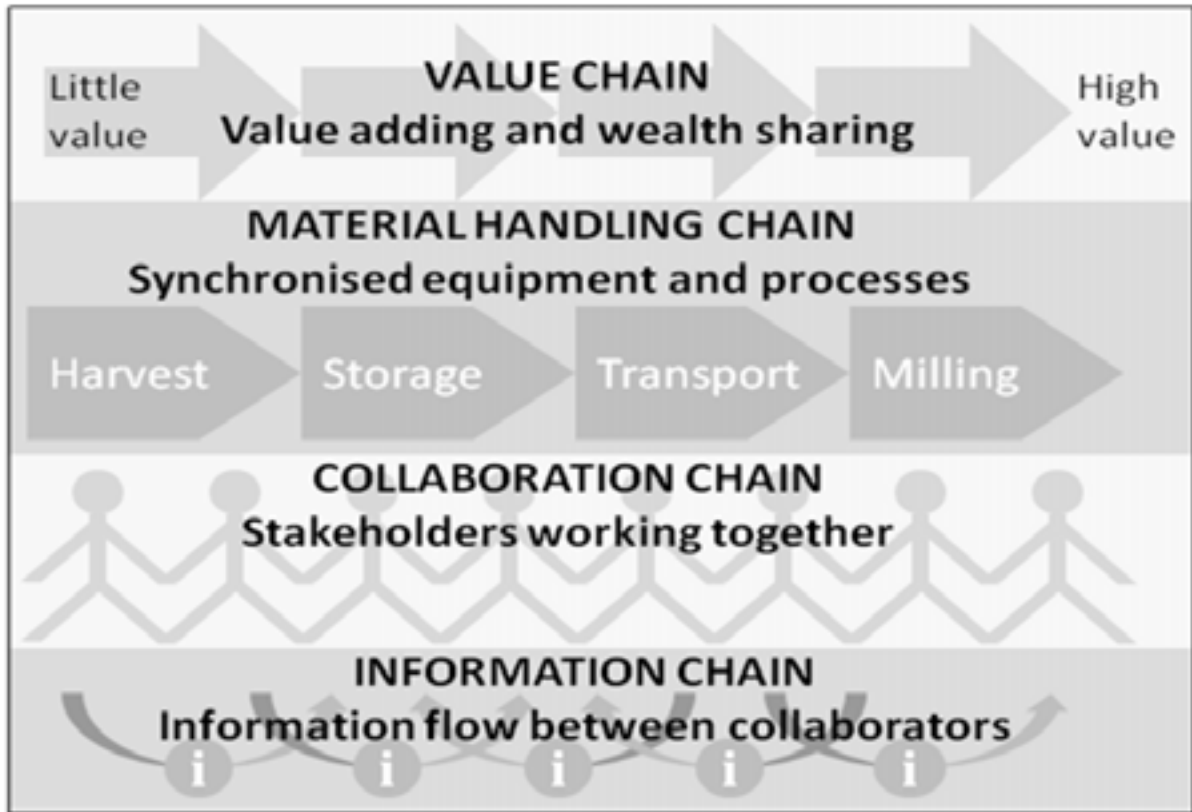 VALUE CHAIN
Little value
Value adding and wealth sharing
High value
MATERIAL HANDLING CHAIN
Synchronised equipment and processes
Harvest Storage Transport Milling
COLLABORATION CHAIN
Stakeholders working together
INFORMATION CHAIN
Information flow between collaborators
i i i i i